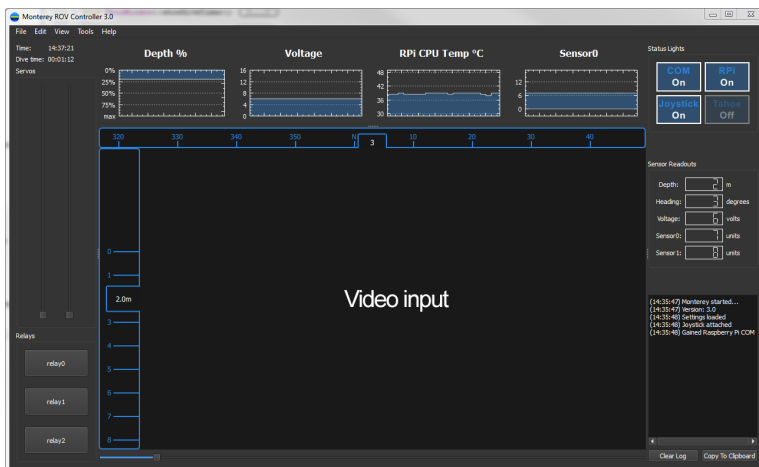 Monterey ROV Controller 3.0
File Edit View Tools Help
Time: 14:37:21
Dive time: 00:01:12
Servos
Depth %
0%
25%
50%
75%
max
Voltage
16
12
8
4
0
RPi CPU Temp °C
48
42
36
30
Sensor0
12
6
0
Status Lights
COM
On
RPi
On
Joystick
On
Tahoe
Off
320 330 340 350 N 3 10 20 30 40
0
1
2.0m
3
4
5
6
7
8
Video input
Relays
relay0
relay1
relay2
Sensor Readouts
Depth: 2 m
Heading: 3 degrees
Voltage: 6 volts
Sensor0: 7 units
Sensor1: 8 units
(14:35:47) Monterey started...
(14:35:47) Version: 3.0
(14:35:48) Settings loaded
(14:35:48) Joystick attached
(14:35:48) Gained Raspberry Pi COM
Clear Log Copy To Clipboard